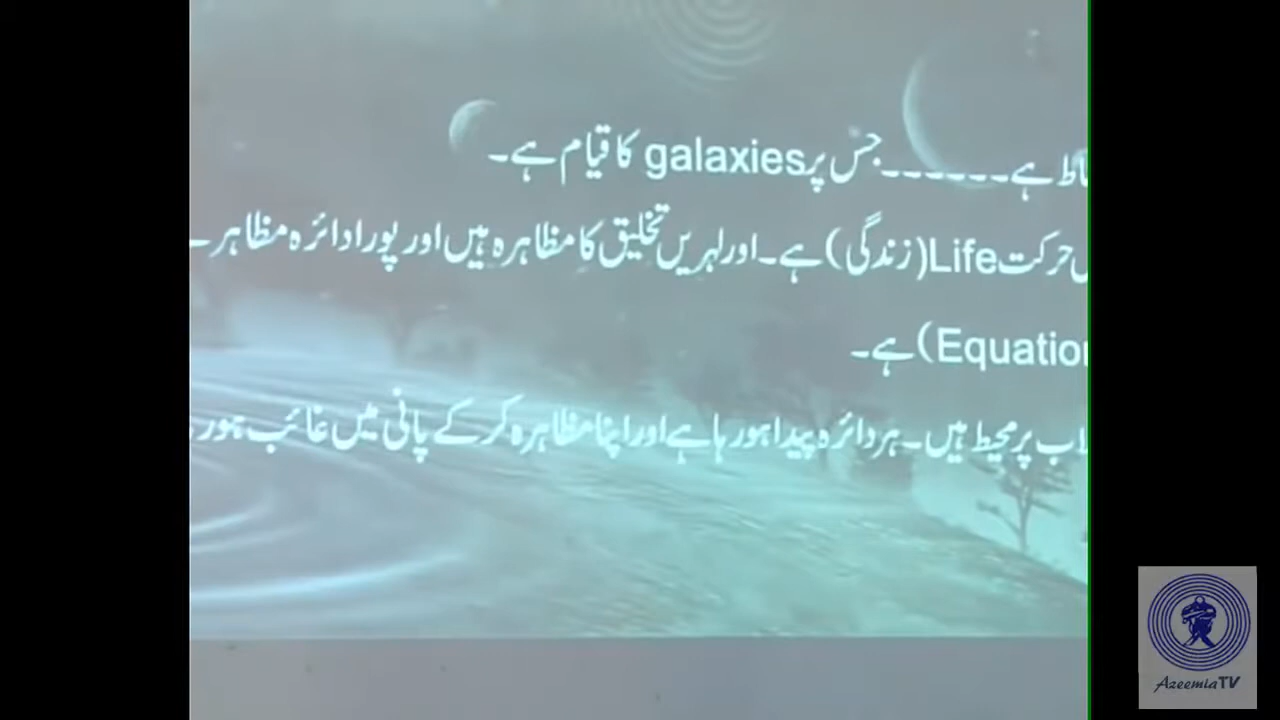 ہے۔۔۔۔۔۔جس پر galaxies کا قیام ہے۔
حرکت Life(زندگی) ہے۔اور لہریں تخلیق کا مظاہرہ ہیں اور پورا دائرہ مظاہر
(Equation ہے۔
پر محیط ہیں۔ہر دائرہ پیدا ہو رہا ہے اور اپنا مظاہرہ کر کے پانی میں غائب ہو
AzeemiaTV